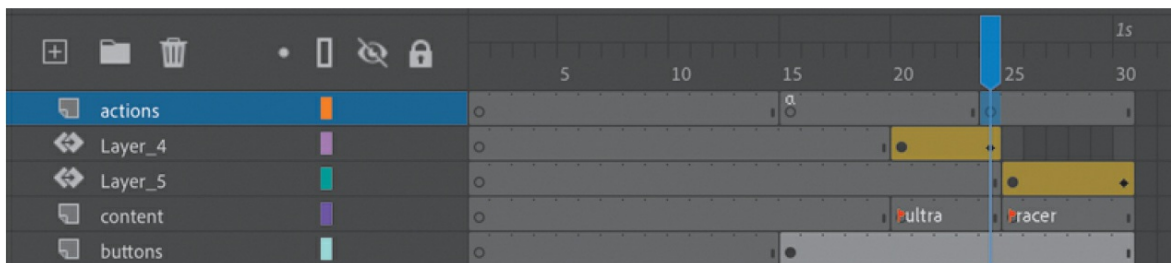 1s
5 10 15 20 25 30
actions a
Layer_4
Layer_5
content ultra racer
buttons